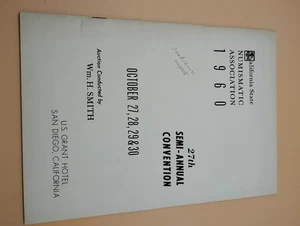 California State
NUMISMATIC
ASSOCIATION
1960
27th
SEMI-ANNUAL
CONVENTION
OCTOBER 27, 28, 29 & 30
Auction Conducted by
Wm. H. SMITH
U.S. GRANT HOTEL
SAN DIEGO, CALIFORNIA